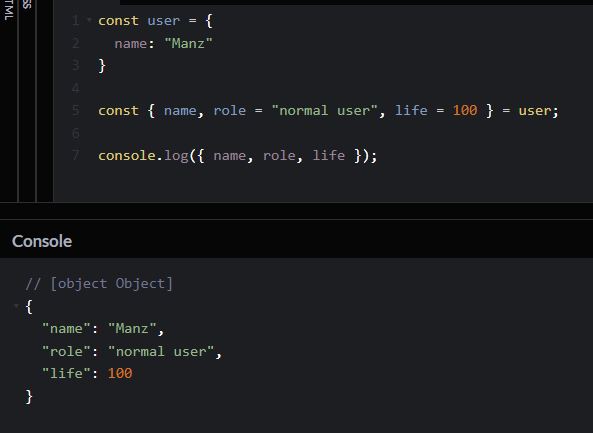 TML
SS
1 const user = {
2   name: "Manz"
3 }
4
5 const { name, role = "normal user", life = 100 } = user;
6
7 console.log({ name, role, life });
Console
// [object Object]
{
  "name": "Manz",
  "role": "normal user",
  "life": 100
}